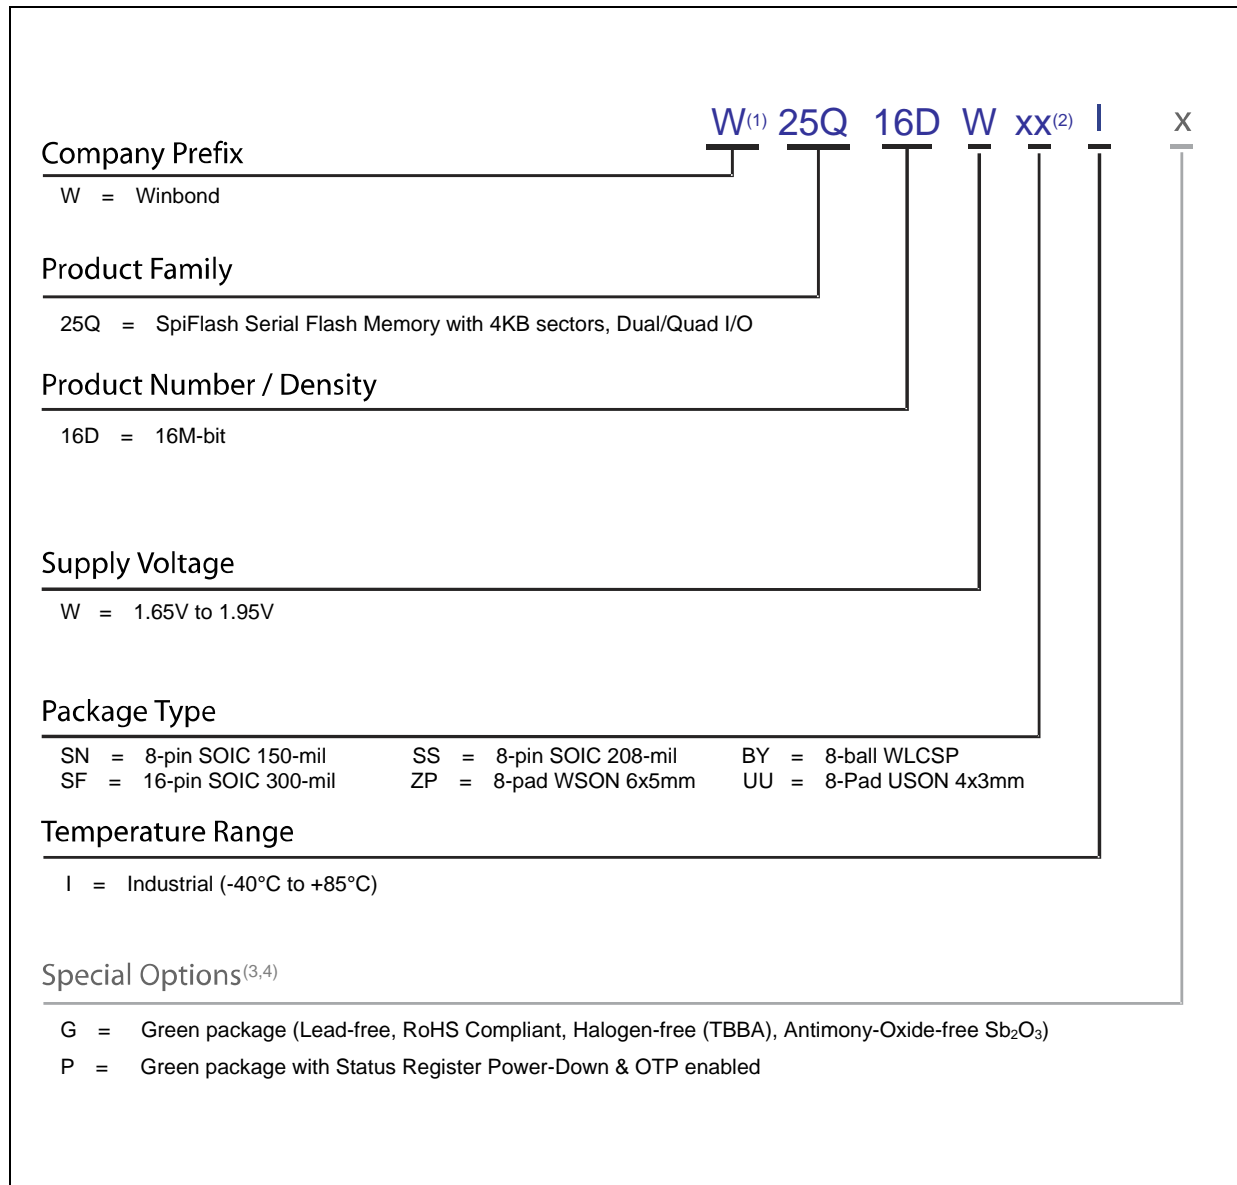 W(1) 25Q 16D W xx(2) I x
Company Prefix
W = Winbond
Product Family
25Q = SpiFlash Serial Flash Memory with 4KB sectors, Dual/Quad I/O
Product Number / Density
16D = 16M-bit
Supply Voltage
W = 1.65V to 1.95V
Package Type
SN = 8-pin SOIC 150-mil SS = 8-pin SOIC 208-mil BY = 8-ball WLCSP
SF = 16-pin SOIC 300-mil ZP = 8-pad WSON 6x5mm UU = 8-Pad USON 4x3mm
Temperature Range
I = Industrial (-40°C to +85°C)
Special Options(3,4)
G = Green package (Lead-free, RoHS Compliant, Halogen-free (TBBA), Antimony-Oxide-free Sb₂O₃)
P = Green package with Status Register Power-Down & OTP enabled